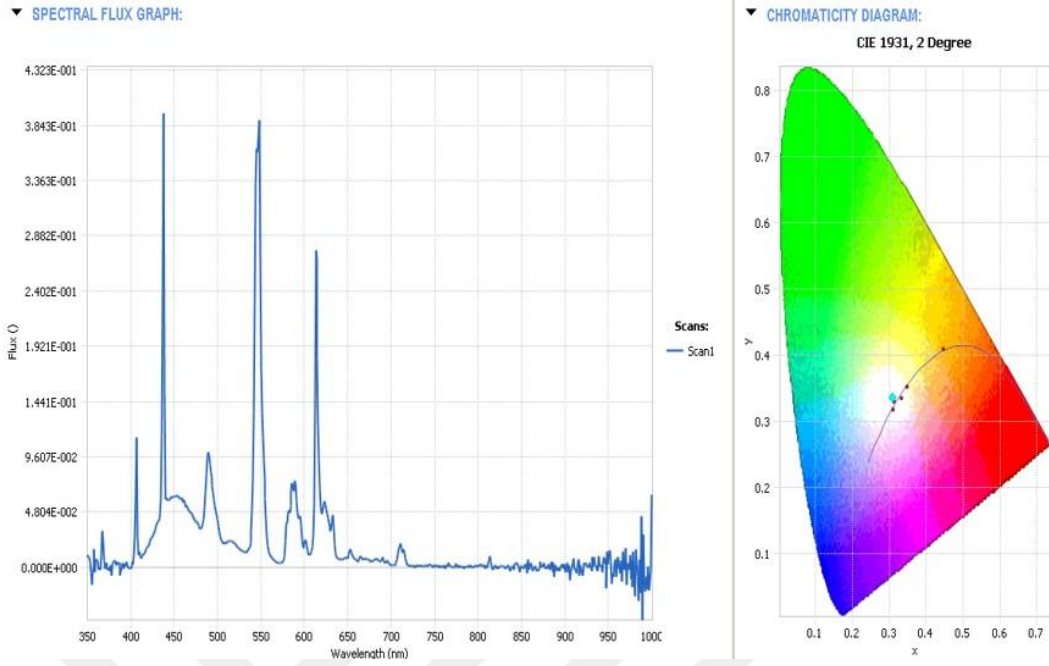 ▼ SPECTRAL FLUX GRAPH:
4.323E-001
3.843E-001
3.363E-001
2.882E-001
2.402E-001
1.921E-001
1.441E-001
9.607E-002
4.804E-002
0.000E+000
Flux ()
350 400 450 500 550 600 650 700 750 800 850 900 950 1000
Wavelength (nm)
Scans:
Scan1
▼ CHROMATICITY DIAGRAM:
CIE 1931, 2 Degree
0.8
0.7
0.6
0.5
0.4
0.3
0.2
0.1
y
0.1 0.2 0.3 0.4 0.5 0.6 0.7
x